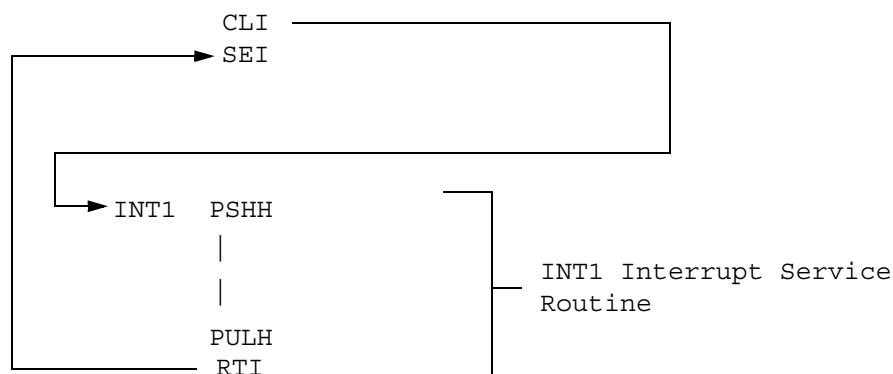 CLI
SEI
INT1 PSHH
|
|
INT1 Interrupt Service
Routine
PULH
RTI